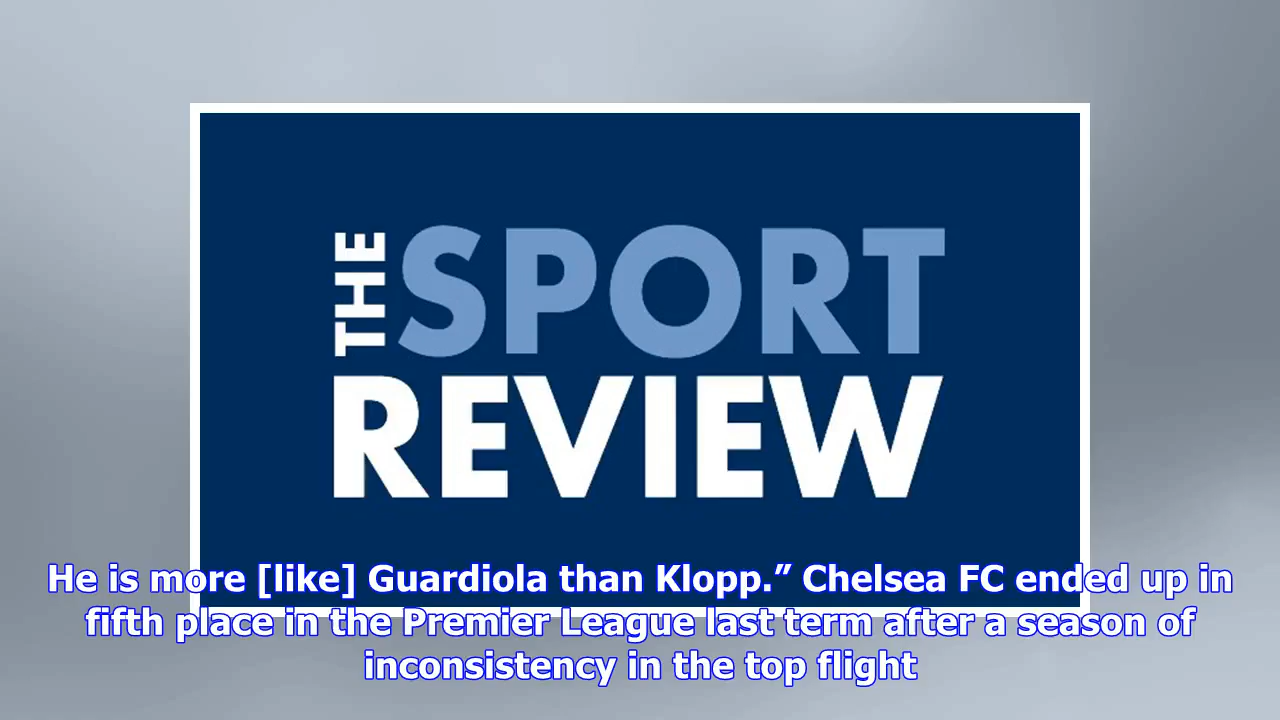 THE SPORT
REVIEW
He is more [like] Guardiola than Klopp.” Chelsea FC ended up in
fifth place in the Premier League last term after a season of
inconsistency in the top flight